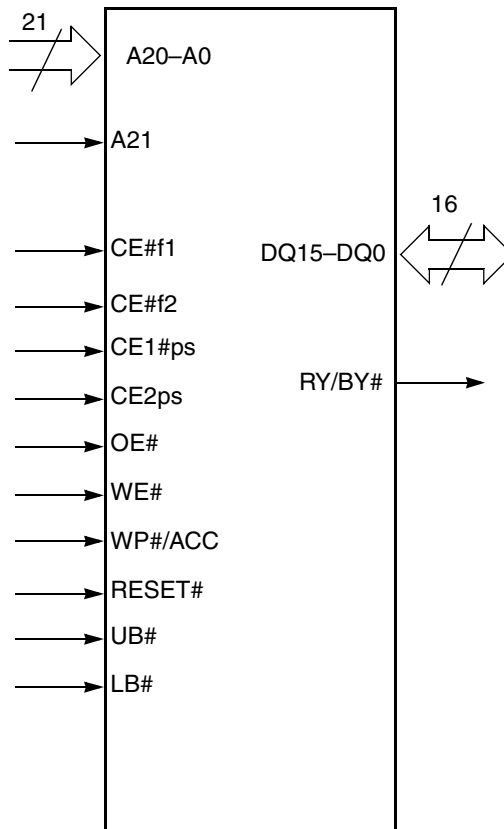 21
A20–A0
A21
16
CE#f1
DQ15–DQ0
CE#f2
CE1#ps
RY/BY#
CE2ps
OE#
WE#
WP#/ACC
RESET#
UB#
LB#